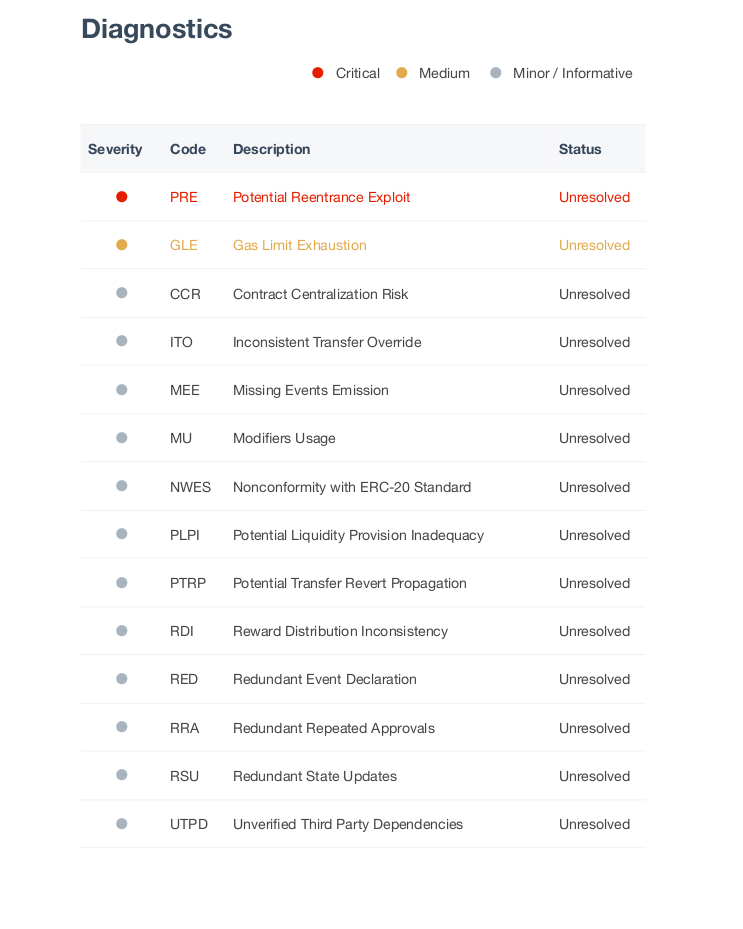 Diagnostics
Critical Medium Minor / Informative
Severity Code Description Status
PRE Potential Reentrance Exploit Unresolved
GLE Gas Limit Exhaustion Unresolved
CCR Contract Centralization Risk Unresolved
ITO Inconsistent Transfer Override Unresolved
MEE Missing Events Emission Unresolved
MU Modifiers Usage Unresolved
NWES Nonconformity with ERC-20 Standard Unresolved
PLPI Potential Liquidity Provision Inadequacy Unresolved
PTRP Potential Transfer Revert Propagation Unresolved
RDI Reward Distribution Inconsistency Unresolved
RED Redundant Event Declaration Unresolved
RRA Redundant Repeated Approvals Unresolved
RSU Redundant State Updates Unresolved
UTPD Unverified Third Party Dependencies Unresolved